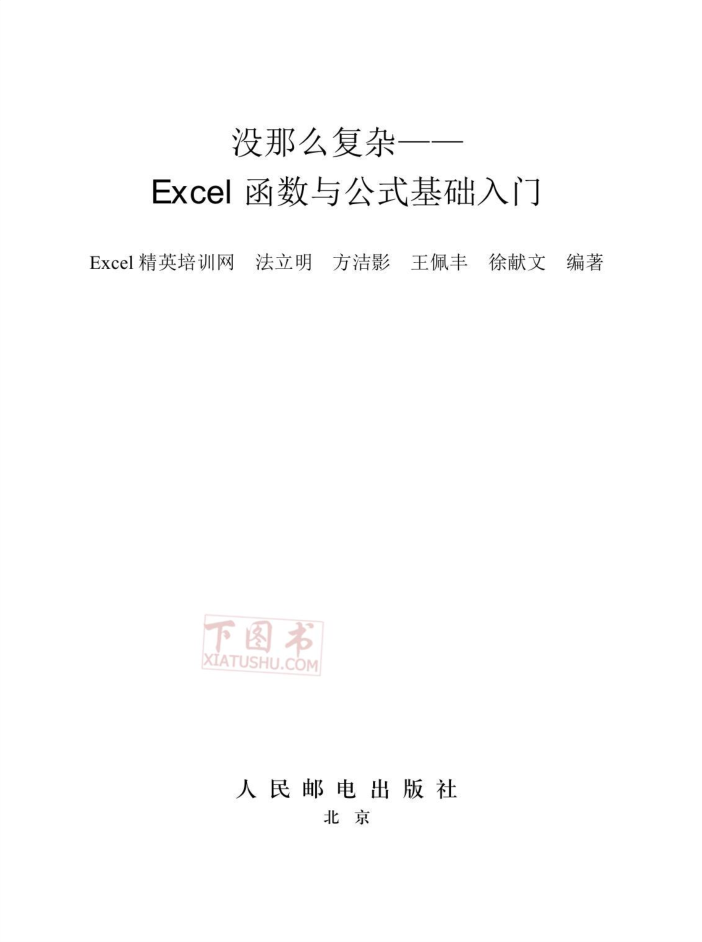 没那么复杂——
Excel 函数与公式基础入门
Excel 精英培训网 法立明 方洁影 王佩丰 徐献文 编著
下图书
XIATUSHU.COM
人民邮电出版社
北京